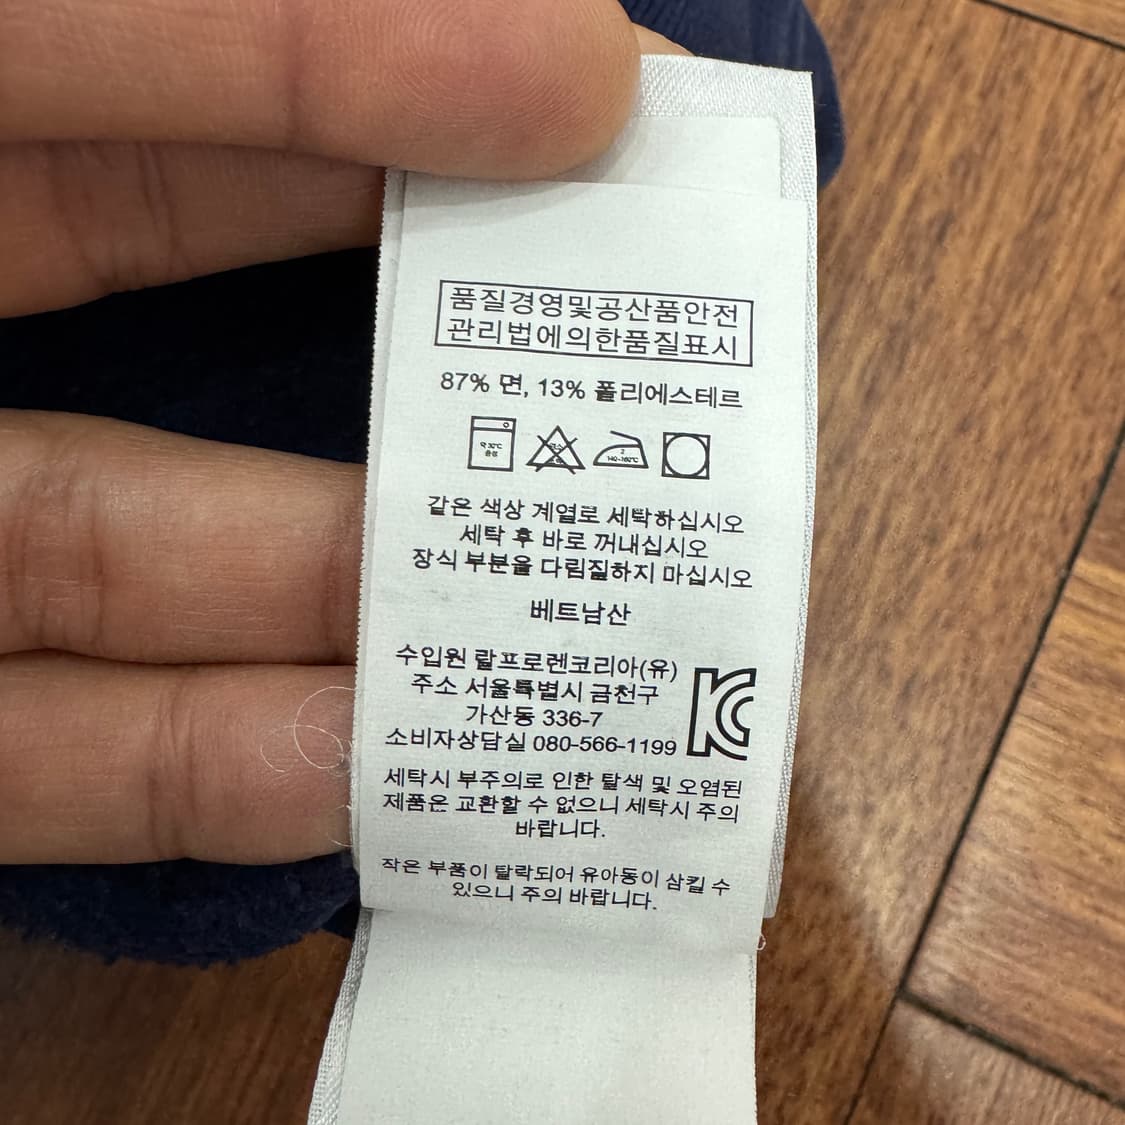 품질경영및공산품안전
관리법에의한품질표시
87% 면, 13% 폴리에스테르
약 30℃
2
140~160℃
같은 색상 계열로 세탁하십시오
세탁 후 바로 꺼내십시오
장식 부분을 다림질하지 마십시오
베트남산
수입원 랄프로렌코리아(유)
주소 서울특별시 금천구
가산동 336-7
소비자상담실 080-566-1199
세탁시 부주의로 인한 탈색 및 오염된
제품은 교환할 수 없으니 세탁시 주의
바랍니다.
작은 부품이 탈락되어 유아동이 삼킬 수
있으니 주의 바랍니다.